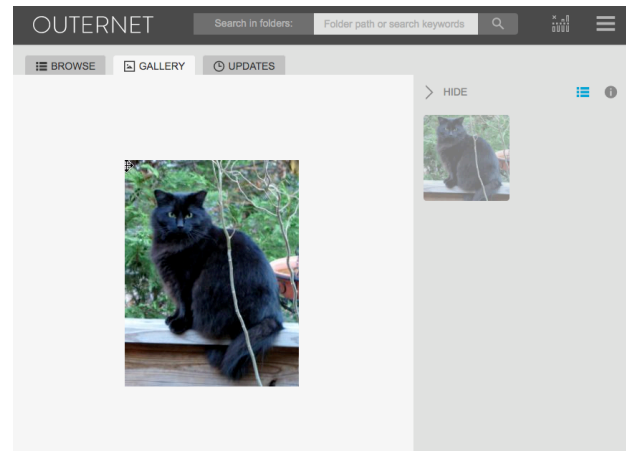 OUTERNET
Search in folders:
Folder path or search keywords
BROWSE
GALLERY
UPDATES
HIDE